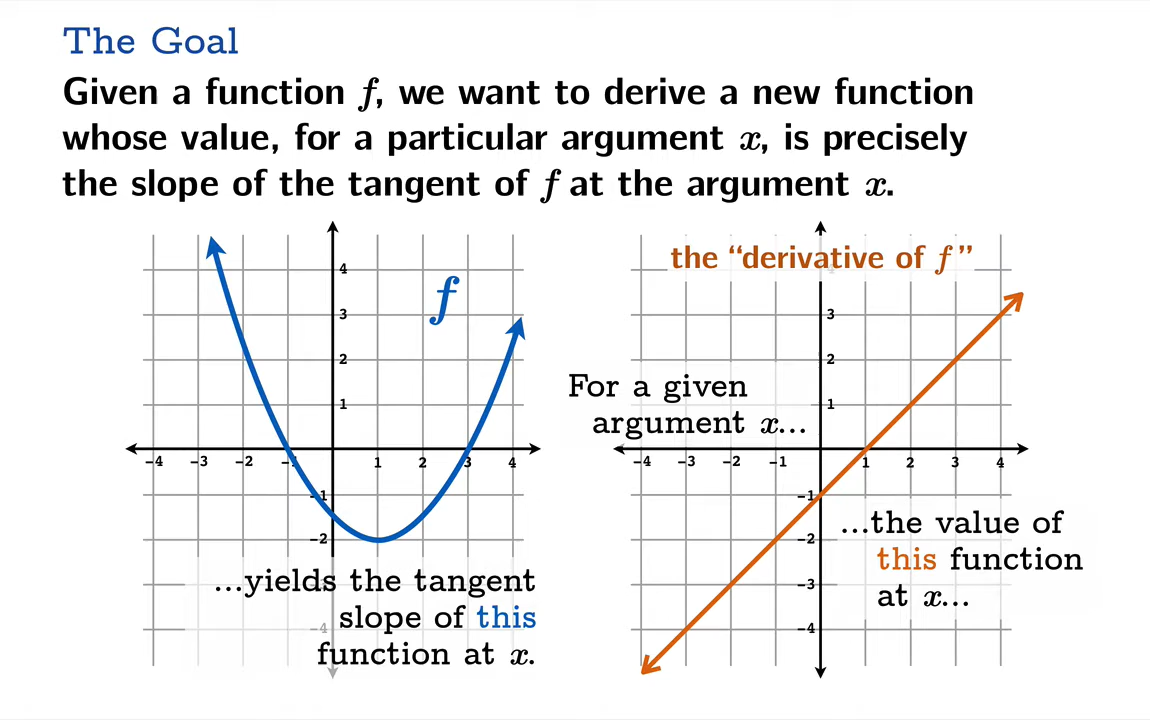 The Goal
Given a function f, we want to derive a new function
whose value, for a particular argument x, is precisely
the slope of the tangent of f at the argument x.
f
4
3
2
1
−4 −3 −2 −1 1 2 3 4
−1
−2
−4
...yields the tangent
slope of this
function at x.
the “derivative of f”
4
3
2
1
For a given
argument x...
−4 −3 −2 −1 1 2 3 4
−1
−2
−3
−4
...the value of
this function
at x...